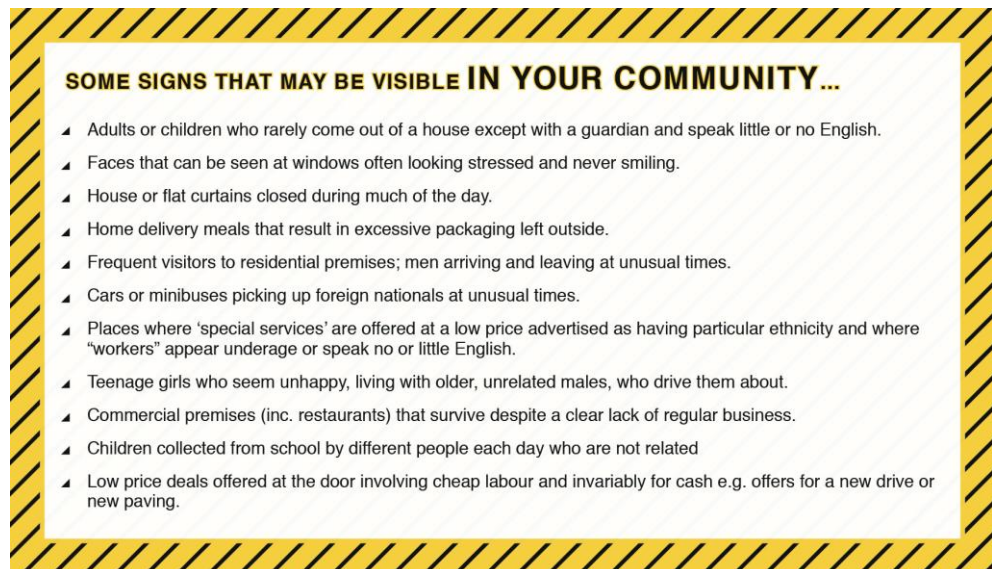 SOME SIGNS THAT MAY BE VISIBLE IN YOUR COMMUNITY...
Adults or children who rarely come out of a house except with a guardian and speak little or no English.
Faces that can be seen at windows often looking stressed and never smiling.
House or flat curtains closed during much of the day.
Home delivery meals that result in excessive packaging left outside.
Frequent visitors to residential premises; men arriving and leaving at unusual times.
Cars or minibuses picking up foreign nationals at unusual times.
Places where ‘special services’ are offered at a low price advertised as having particular ethnicity and where
“workers” appear underage or speak no or little English.
Teenage girls who seem unhappy, living with older, unrelated males, who drive them about.
Commercial premises (inc. restaurants) that survive despite a clear lack of regular business.
Children collected from school by different people each day who are not related
Low price deals offered at the door involving cheap labour and invariably for cash e.g. offers for a new drive or
new paving.